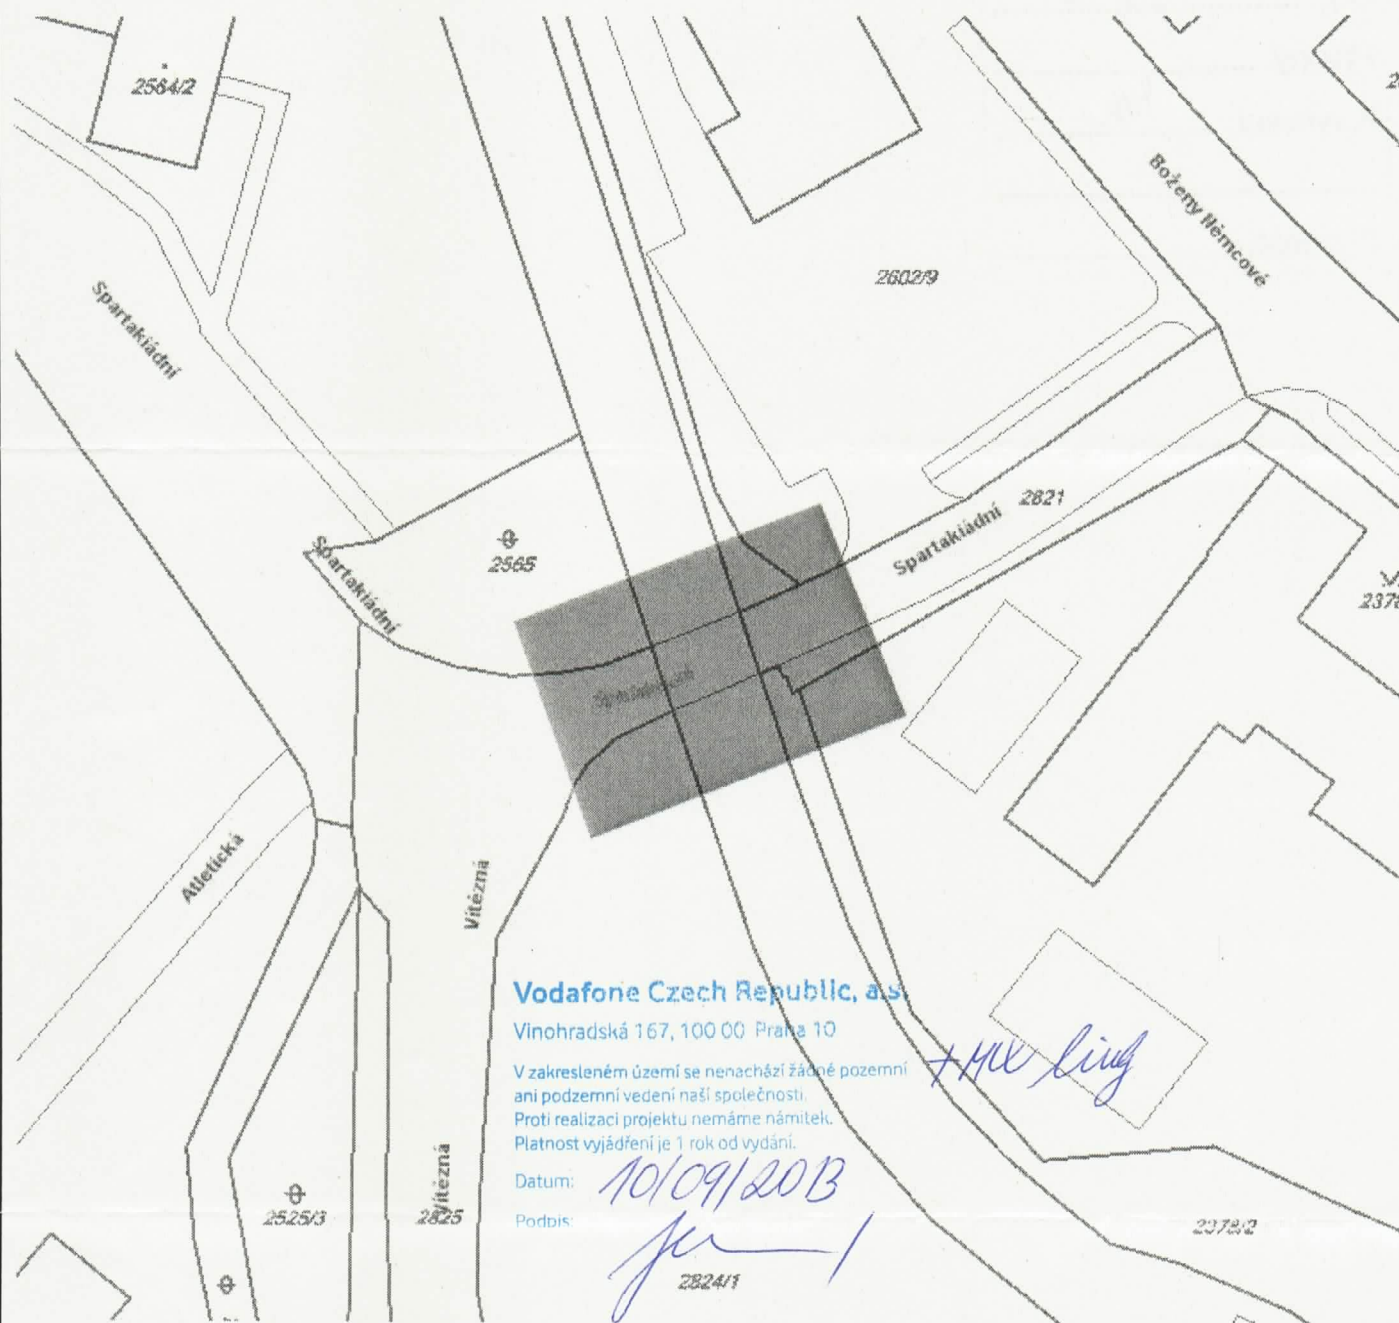 2564/2
Boženy Němcové
2602/9
Spartakiádní
2821
Spartakiádní
Spartakiádní
2565
Atletická
Vítězná
Vodafone Czech Republic, a.s.
Vinohradská 167, 100 00 Praha 10
V zakresleném území se nenachází žádné pozemní
ani podzemní vedení naší společnosti.
Proti realizaci projektu nemáme námitek.
Platnost vyjádření je 1 rok od vydání.
Datum: 10/09/2013
Podpis:
Vítězná
2525/3
2825
2378/2
2824/1